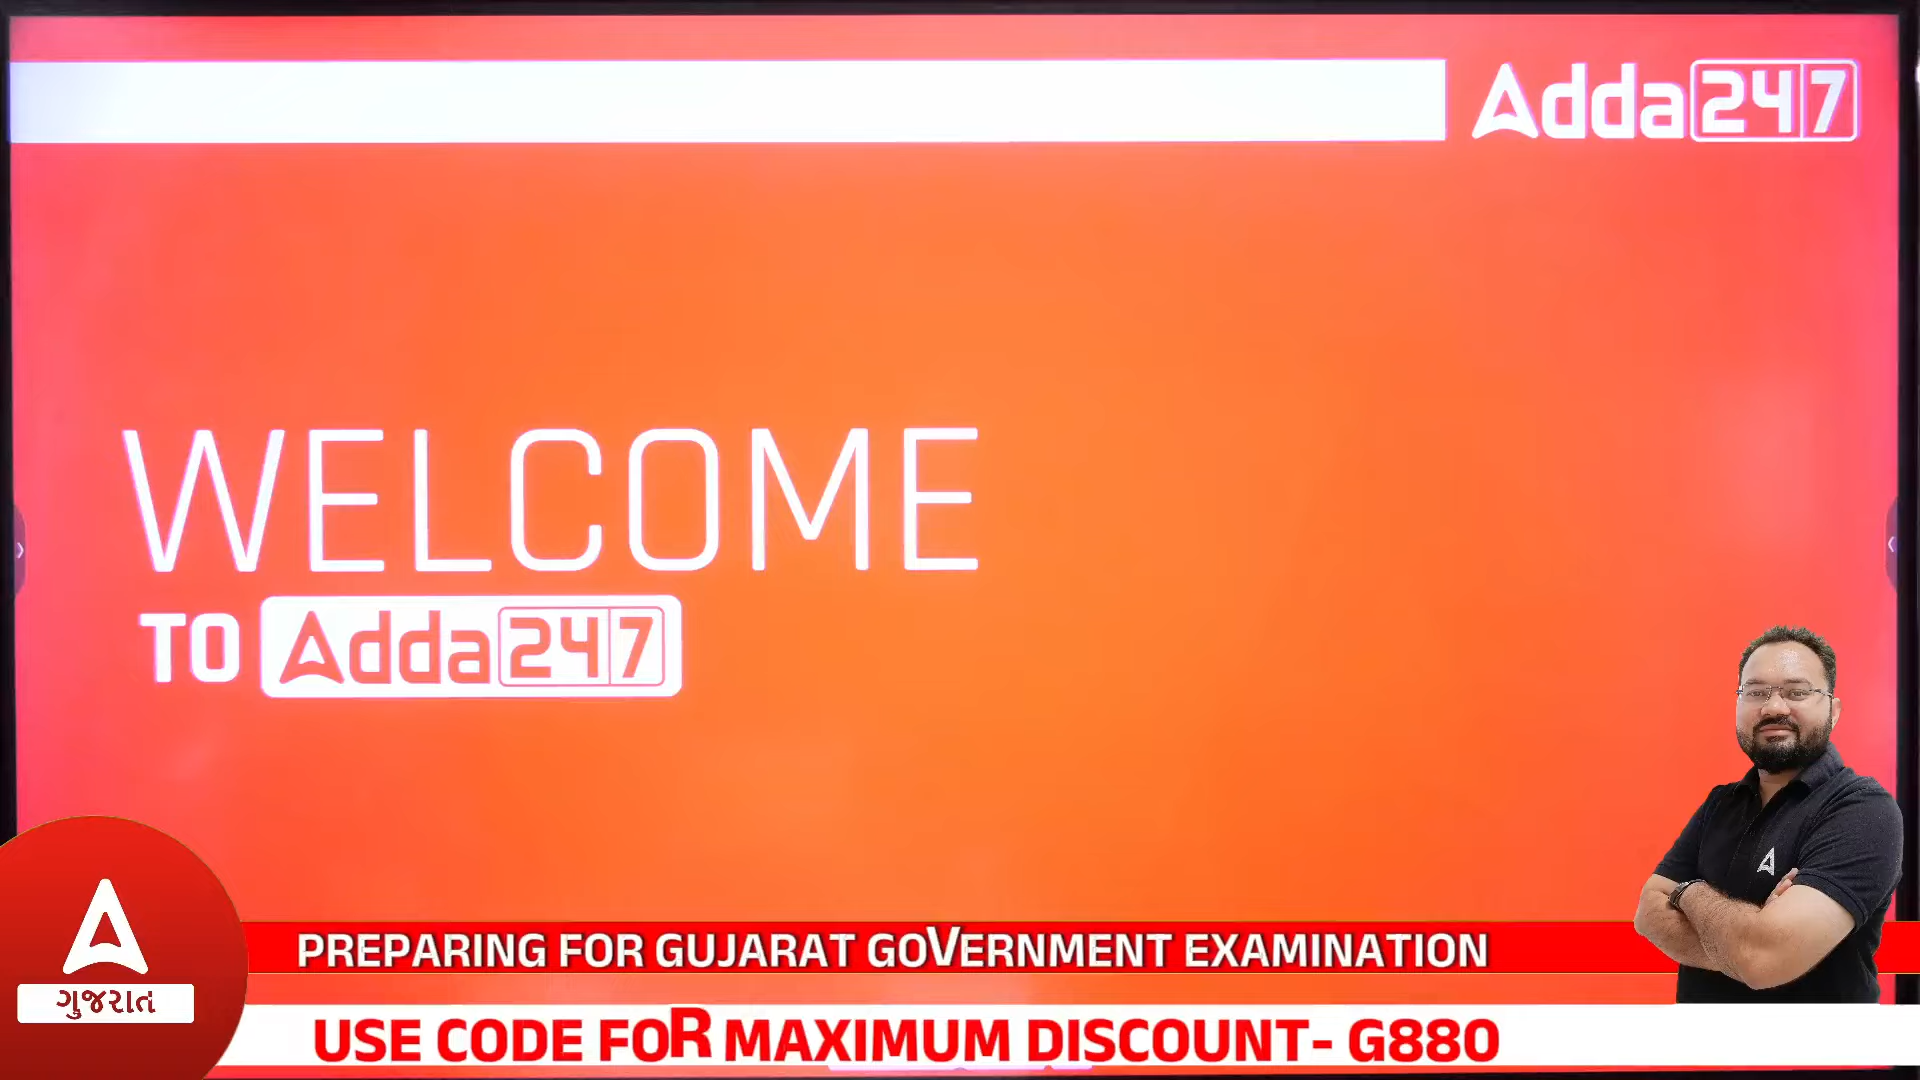 Adda247
WELCOME
TO Adda247
PREPARING FOR GUJARAT GOVERNMENT EXAMINATION
ગુજરાત
USE CODE FOR MAXIMUM DISCOUNT- G880